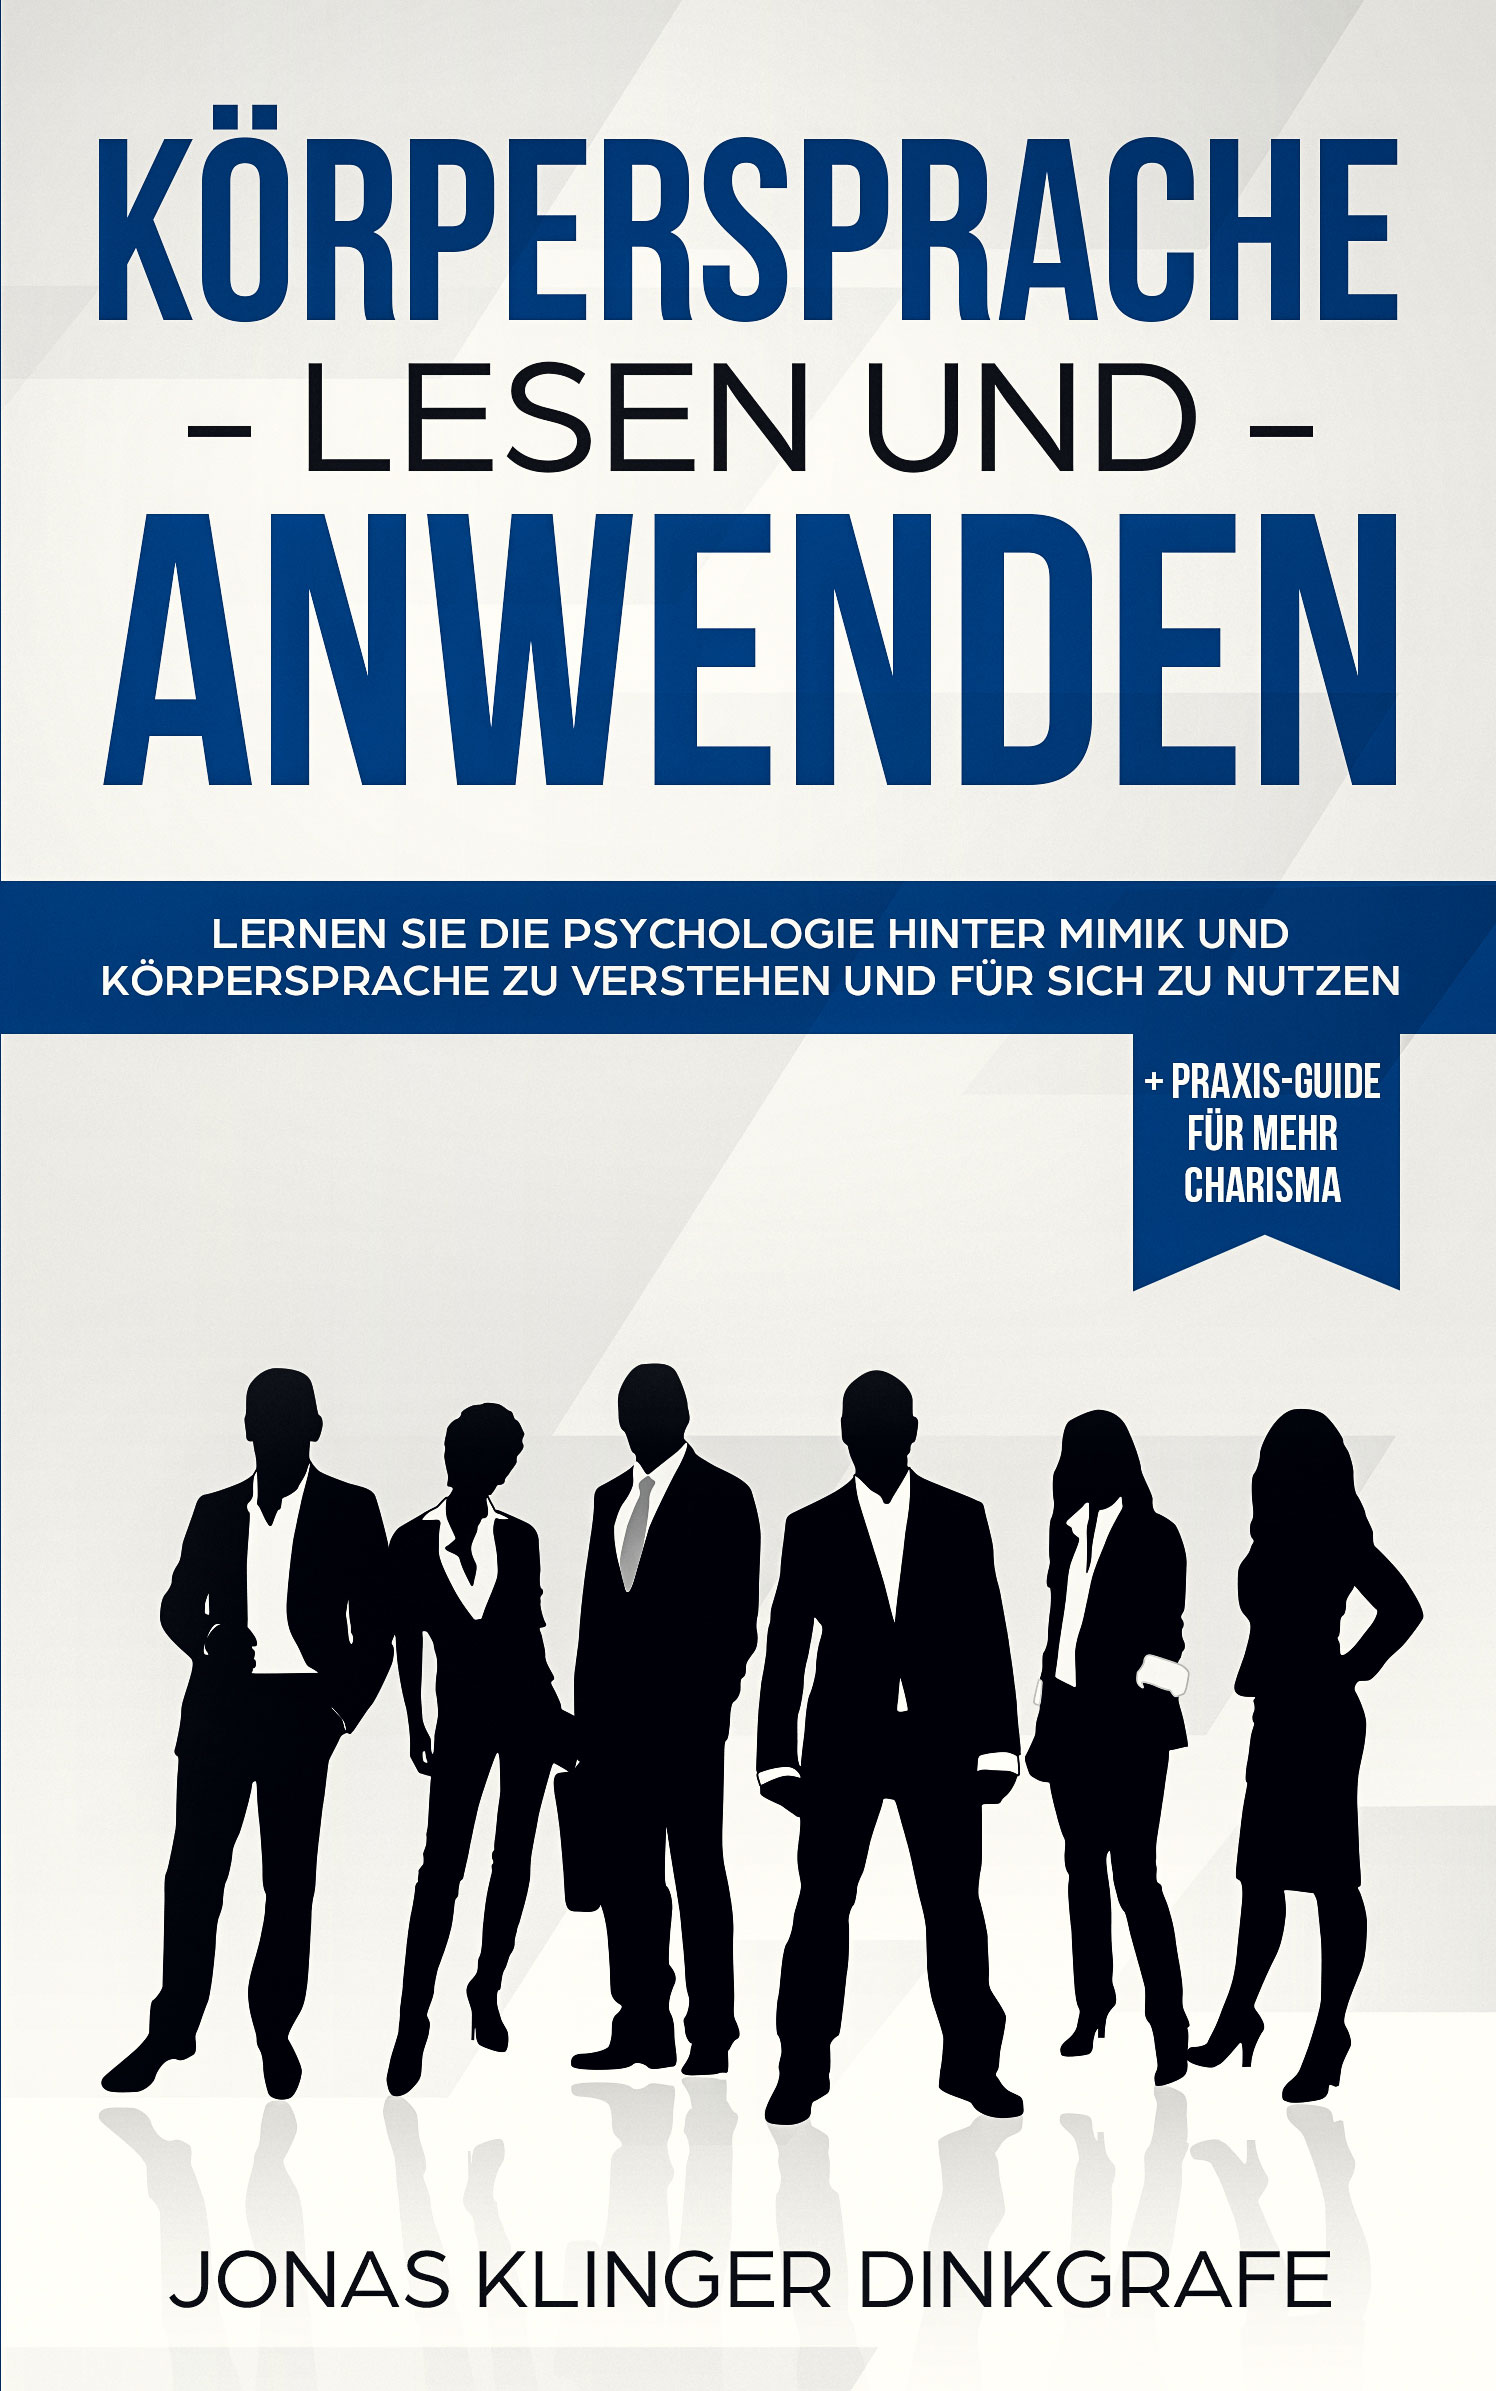 KÖRPERSPRACHE
– LESEN UND –
ANWENDEN
LERNEN SIE DIE PSYCHOLOGIE HINTER MIMIK UND
KÖRPERSPRACHE ZU VERSTEHEN UND FÜR SICH ZU NUTZEN
+ PRAXIS-GUIDE
FÜR MEHR
CHARISMA
JONAS KLINGER DINKGRAFE